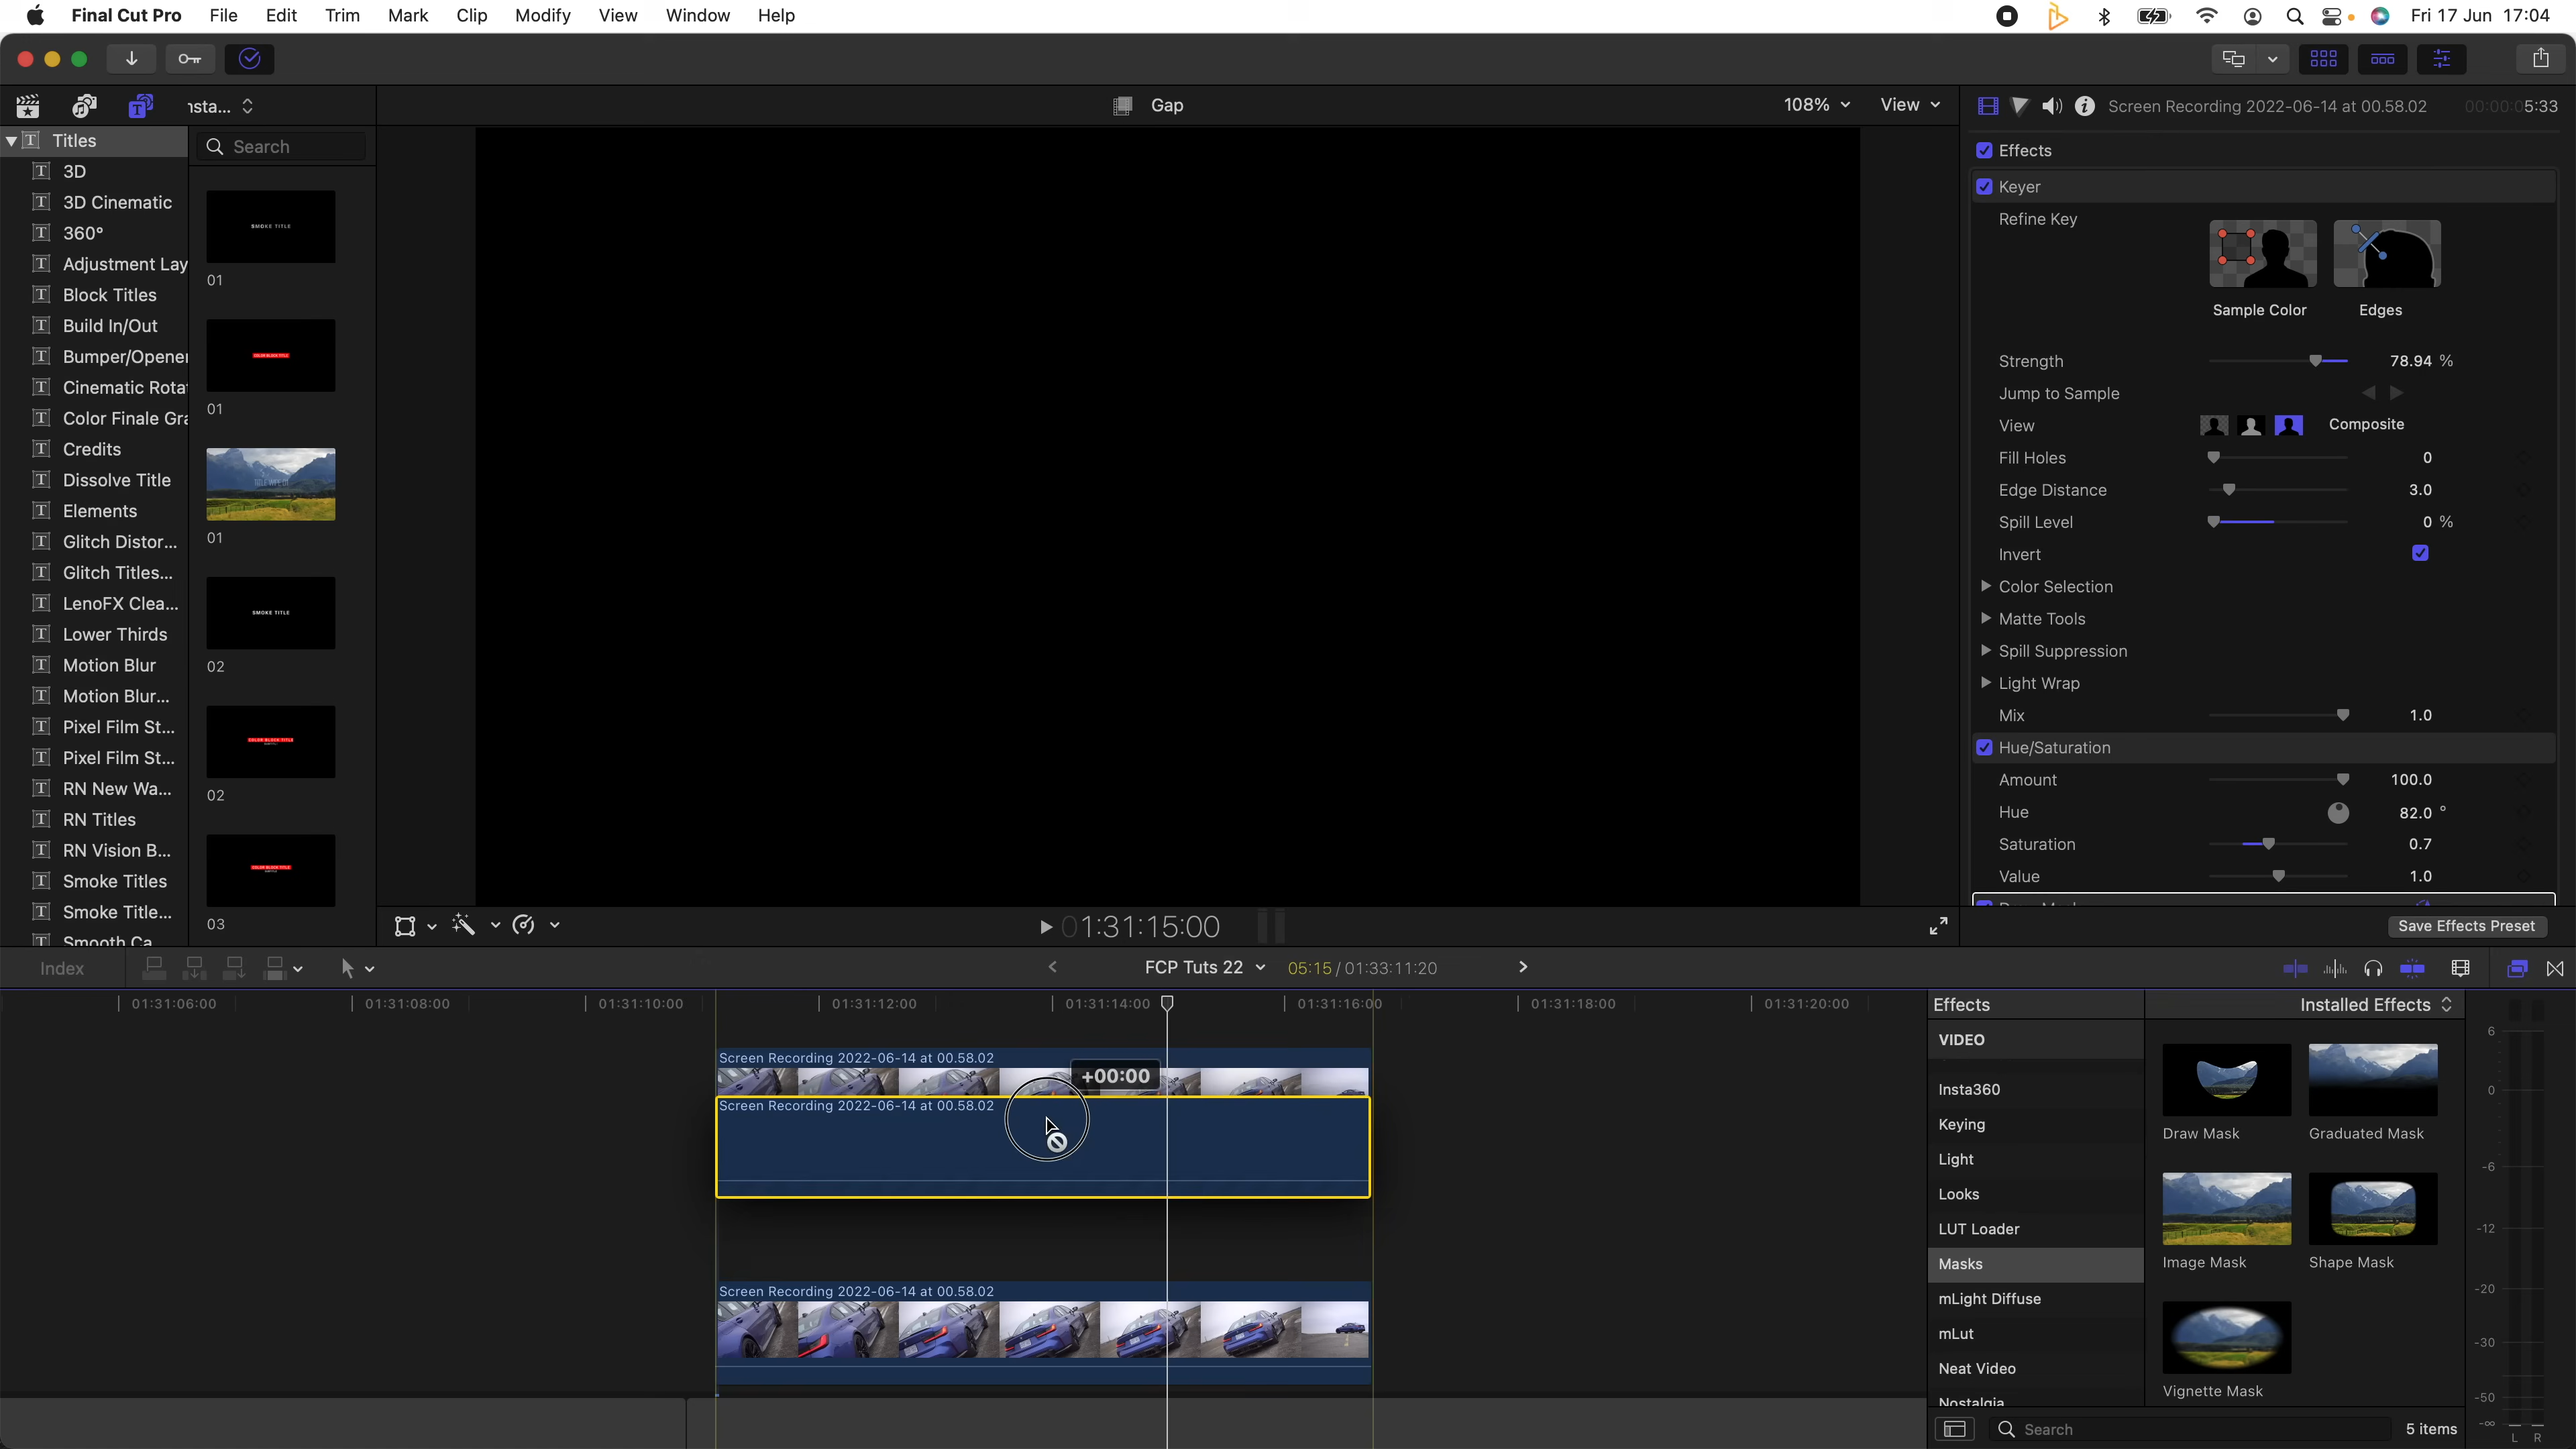 Final Cut Pro File Edit Trim Mark Clip Modify View Window Help Fri 17 Jun 17:04
Gap 108% View
Screen Recording 2022-06-14 at 00.58.02 00:00:05:33
Titles
3D
3D Cinematic
360°
Adjustment Lay
Block Titles
Build In/Out
Bumper/Opener
Cinematic Rota
Color Finale Gra
Credits
Dissolve Title
Elements
Glitch Distor...
Glitch Titles...
LenoFX Clea...
Lower Thirds
Motion Blur
Motion Blur...
Pixel Film St...
Pixel Film St...
RN New Wa...
RN Titles
RN Vision B...
Smoke Titles
Smoke Title...
Smooth Ca
Search
SMOKE TITLE
01
COLOR BLOCK TITLE
01
01
SMOKE TITLE
02
COLOR BLOCK TITLE
02
COLOR BLOCK TITLE
03
Effects
Keyer
Refine Key
Sample Color Edges
Strength 78.94 %
Jump to Sample
View Composite
Fill Holes 0
Edge Distance 3.0
Spill Level 0 %
Invert
Color Selection
Matte Tools
Spill Suppression
Light Wrap
Mix 1.0
Hue/Saturation
Amount 100.0
Hue 82.0 °
Saturation 0.7
Value 1.0
Save Effects Preset
01:31:15:00
Index FCP Tuts 22 05:15 / 01:33:11:20
01:31:06:00 01:31:08:00 01:31:10:00 01:31:12:00 01:31:14:00 01:31:16:00 01:31:18:00 01:31:20:00
Screen Recording 2022-06-14 at 00.58.02
+00:00
Screen Recording 2022-06-14 at 00.58.02
Screen Recording 2022-06-14 at 00.58.02
Effects Installed Effects
VIDEO
Insta360
Keying
Light
Looks
LUT Loader
Masks
mLight Diffuse
mLut
Neat Video
Nostalgia
Draw Mask Graduated Mask
Image Mask Shape Mask
Vignette Mask
Search 5 items
6
0
-6
-12
-20
-30
-50
-∞
L R